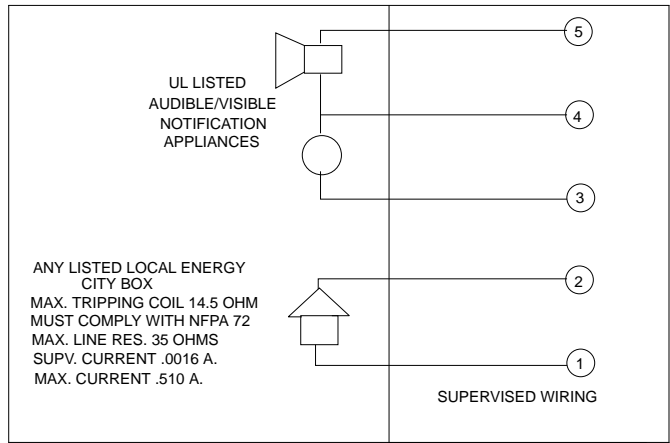 5
UL LISTED
AUDIBLE/VISIBLE
NOTIFICATION
APPLIANCES
4
3
ANY LISTED LOCAL ENERGY
CITY BOX
MAX. TRIPPING COIL 14.5 OHM
MUST COMPLY WITH NFPA 72
MAX. LINE RES. 35 OHMS
SUPV. CURRENT .0016 A.
MAX. CURRENT .510 A.
2
1
SUPERVISED WIRING